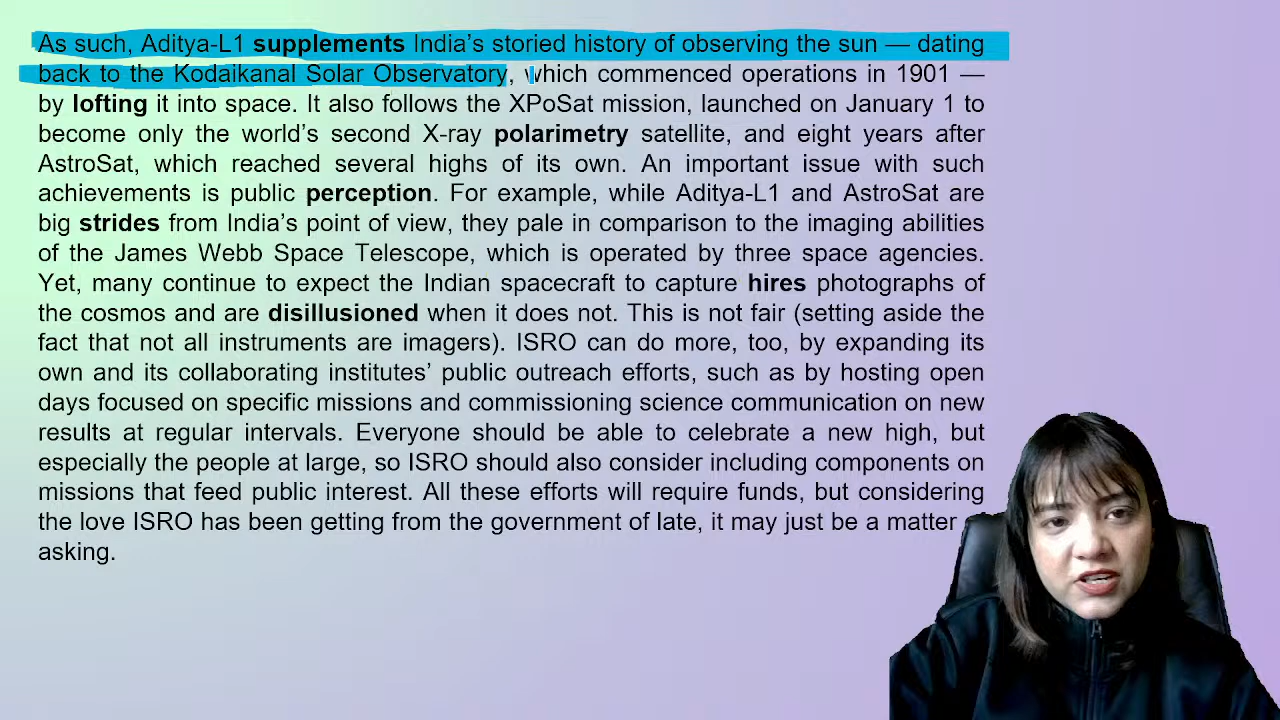 As such, Aditya-L1 supplements India’s storied history of observing the sun — dating
back to the Kodaikanal Solar Observatory, which commenced operations in 1901 —
by lofting it into space. It also follows the XPoSat mission, launched on January 1 to
become only the world’s second X-ray polarimetry satellite, and eight years after
AstroSat, which reached several highs of its own. An important issue with such
achievements is public perception. For example, while Aditya-L1 and AstroSat are
big strides from India’s point of view, they pale in comparison to the imaging abilities
of the James Webb Space Telescope, which is operated by three space agencies.
Yet, many continue to expect the Indian spacecraft to capture hires photographs of
the cosmos and are disillusioned when it does not. This is not fair (setting aside the
fact that not all instruments are imagers). ISRO can do more, too, by expanding its
own and its collaborating institutes’ public outreach efforts, such as by hosting open
days focused on specific missions and commissioning science communication on new
results at regular intervals. Everyone should be able to celebrate a new high, but
especially the people at large, so ISRO should also consider including components on
missions that feed public interest. All these efforts will require funds, but considering
the love ISRO has been getting from the government of late, it may just be a matter
asking.